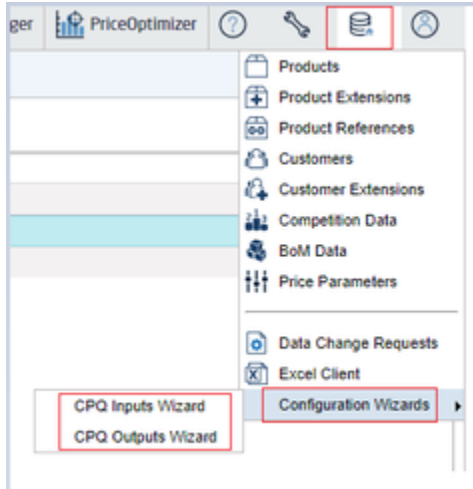 ger PriceOptimizer ?
Products
Product Extensions
Product References
Customers
Customer Extensions
Competition Data
BoM Data
Price Parameters
Data Change Requests
Excel Client
Configuration Wizards
CPQ Inputs Wizard
CPQ Outputs Wizard